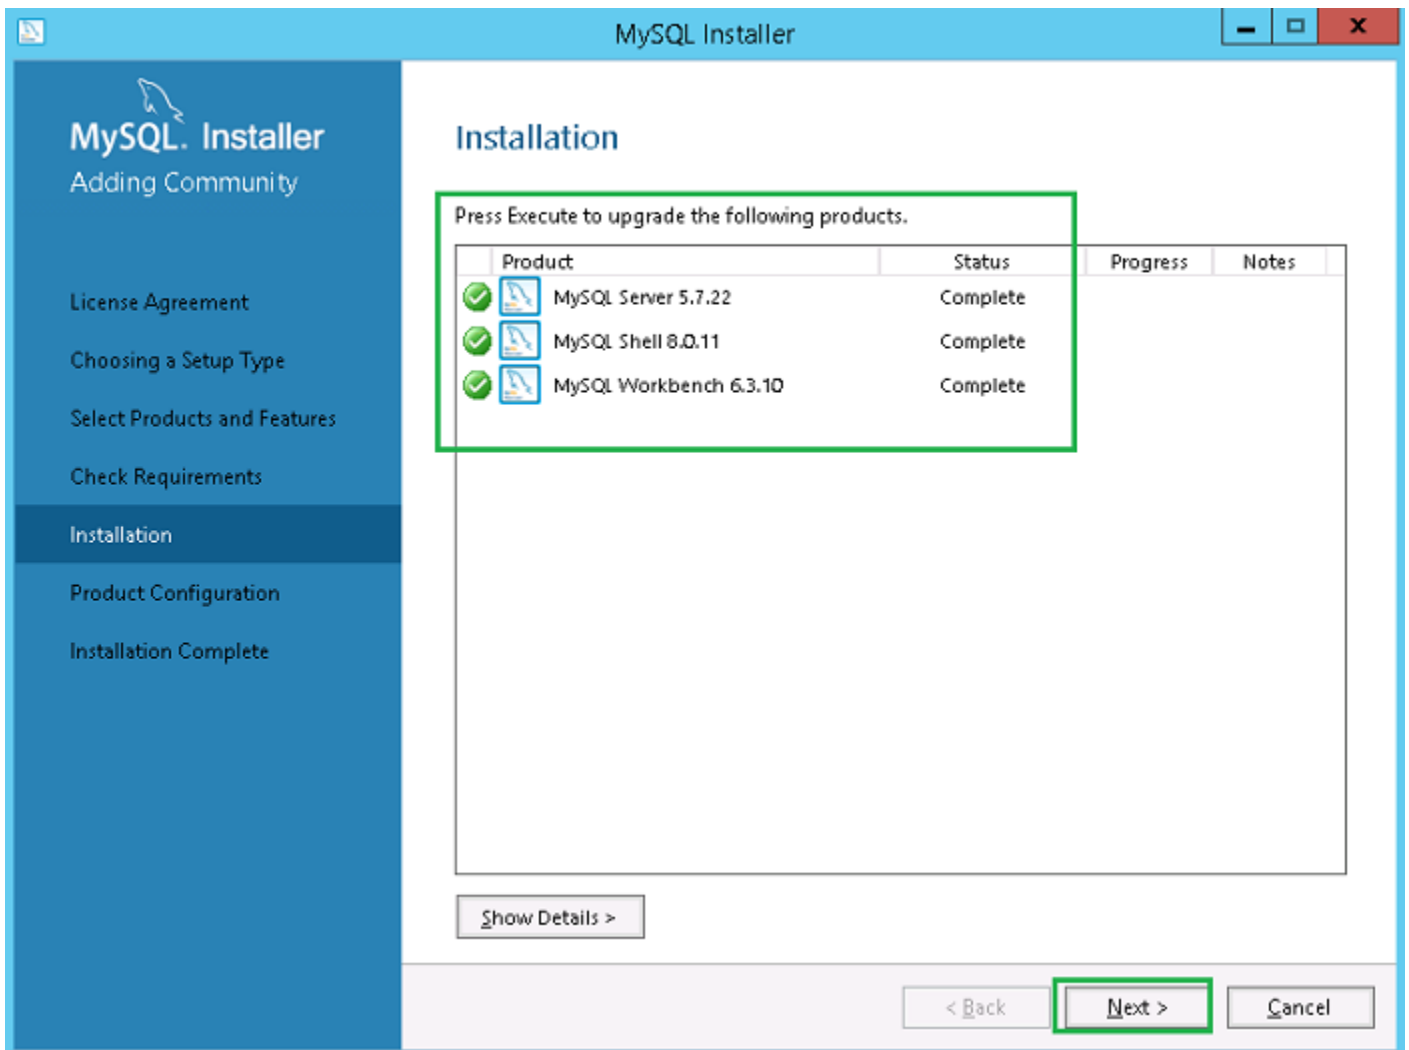 MySQL Installer
MySQL. Installer
Adding Community
License Agreement
Choosing a Setup Type
Select Products and Features
Check Requirements
Installation
Product Configuration
Installation Complete
Installation
Press Execute to upgrade the following products.
Product Status Progress Notes
MySQL Server 5.7.22 Complete
MySQL Shell 8.0.11 Complete
MySQL Workbench 6.3.10 Complete
Show Details >
< Back Next > Cancel